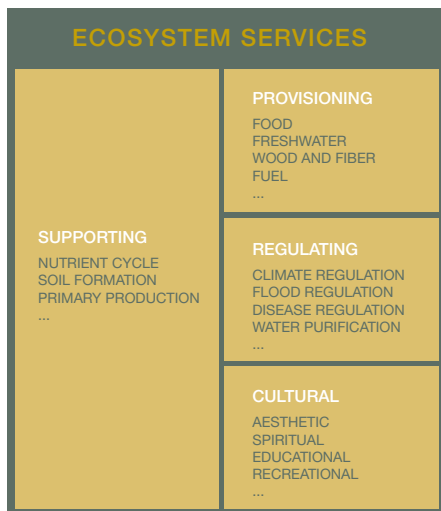 ECOSYSTEM SERVICES
SUPPORTING
NUTRIENT CYCLE
SOIL FORMATION
PRIMARY PRODUCTION
...
PROVISIONING
FOOD
FRESHWATER
WOOD AND FIBER
FUEL
...
REGULATING
CLIMATE REGULATION
FLOOD REGULATION
DISEASE REGULATION
WATER PURIFICATION
...
CULTURAL
AESTHETIC
SPIRITUAL
EDUCATIONAL
RECREATIONAL
...